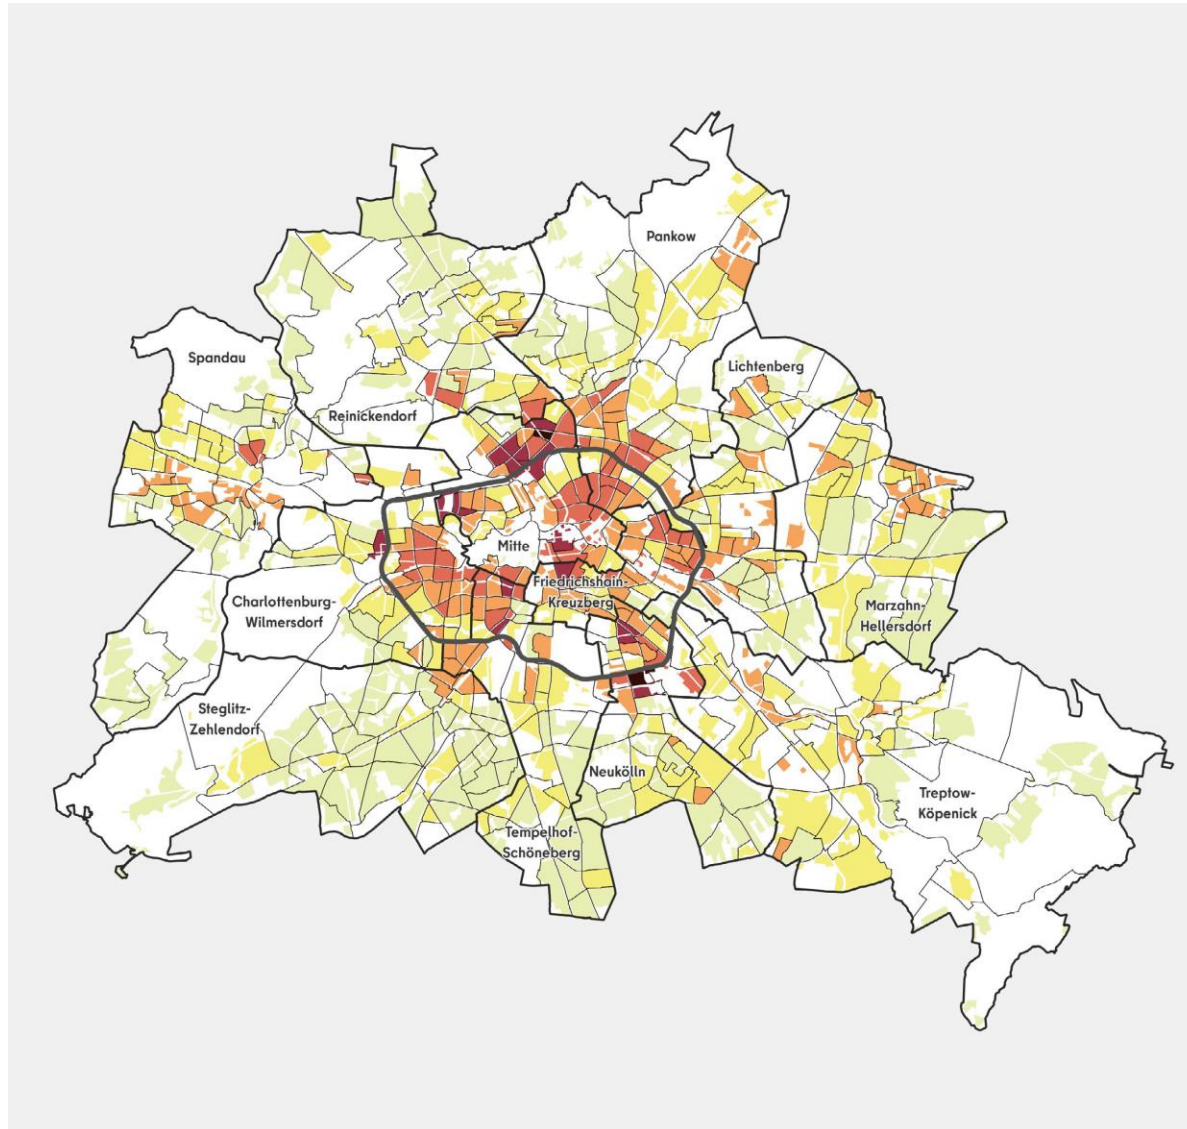 Pankow
Spandau
Lichtenberg
Reinickendorf
Mitte
Friedrichshain-
Kreuzberg
Charlottenburg-
Wilmersdorf
Marzahn-
Hellersdorf
Steglitz-
Zehlendorf
Neukölln
Treptow-
Köpenick
Tempelhof-
Schöneberg